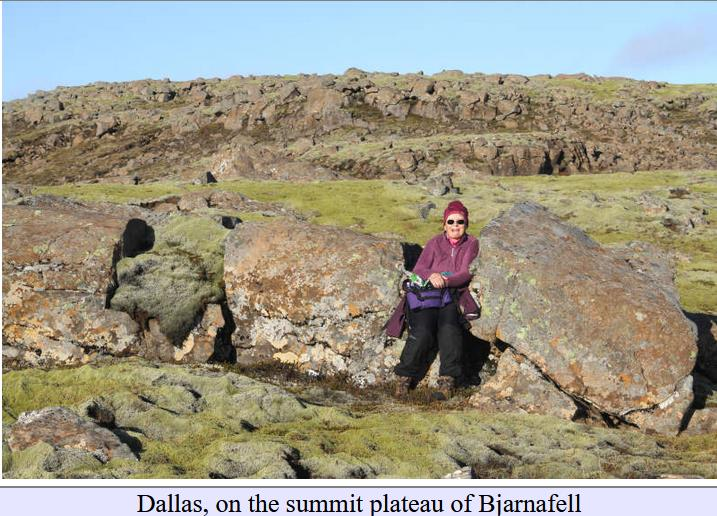 Dallas, on the summit plateau of Bjarnafell